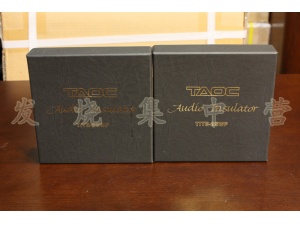 TAOC
Audio Insulator
TAOC
Audio Insulator
发烧集中营